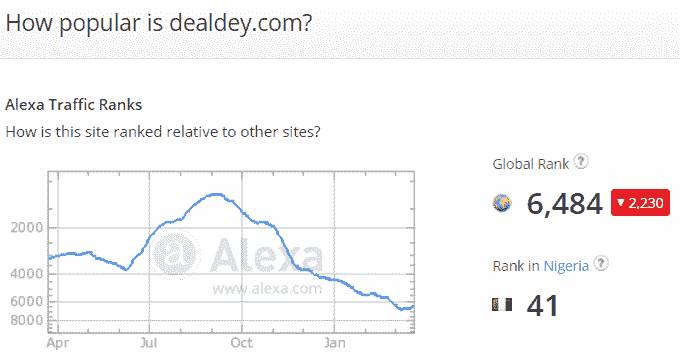 How popular is dealdey.com?
Alexa Traffic Ranks
How is this site ranked relative to other sites?
Global Rank ?
6,484 ▼ 2,230
Rank in Nigeria ?
41
2000
4000
6000
8000
Apr Jul Oct Jan
a Alexa
www.alexa.com